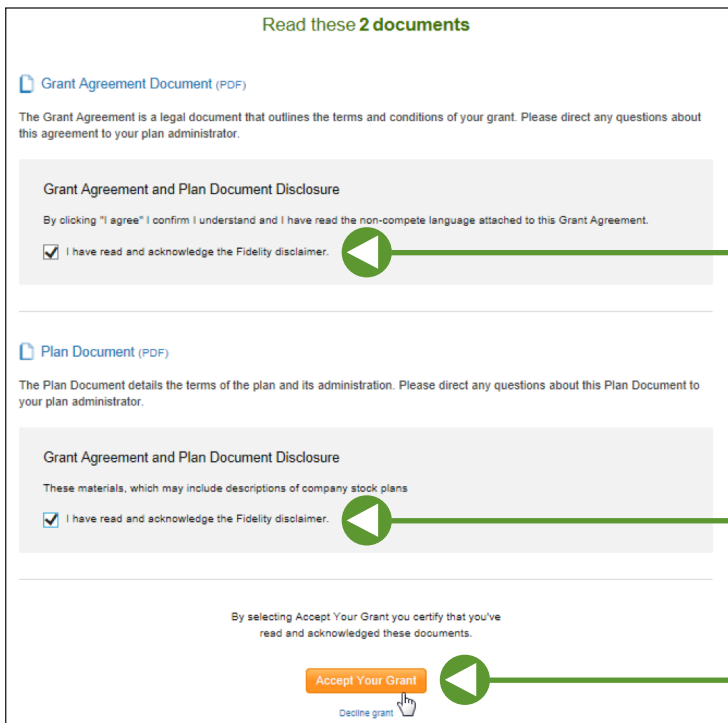 Read these 2 documents
Grant Agreement Document (PDF)
The Grant Agreement is a legal document that outlines the terms and conditions of your grant. Please direct any questions about
this agreement to your plan administrator.
Grant Agreement and Plan Document Disclosure
By clicking "I agree" I confirm I understand and I have read the non-compete language attached to this Grant Agreement.
I have read and acknowledge the Fidelity disclaimer.
Plan Document (PDF)
The Plan Document details the terms of the plan and its administration. Please direct any questions about this Plan Document to
your plan administrator.
Grant Agreement and Plan Document Disclosure
These materials, which may include descriptions of company stock plans
I have read and acknowledge the Fidelity disclaimer.
By selecting Accept Your Grant you certify that you've
read and acknowledged these documents.
Accept Your Grant
Decline grant